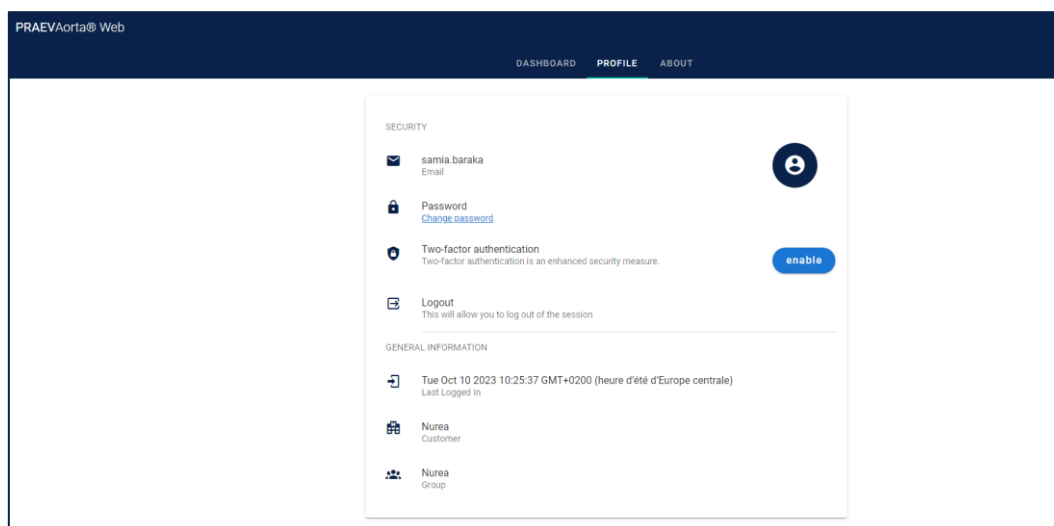 PRAEVAorta® Web
DASHBOARD PROFILE ABOUT
SECURITY
samia.baraka
Email
Password
Change password
Two-factor authentication
Two-factor authentication is an enhanced security measure.
enable
Logout
This will allow you to log out of the session
GENERAL INFORMATION
Tue Oct 10 2023 10:25:37 GMT+0200 (heure d'été d'Europe centrale)
Last Logged In
Nurea
Customer
Nurea
Group